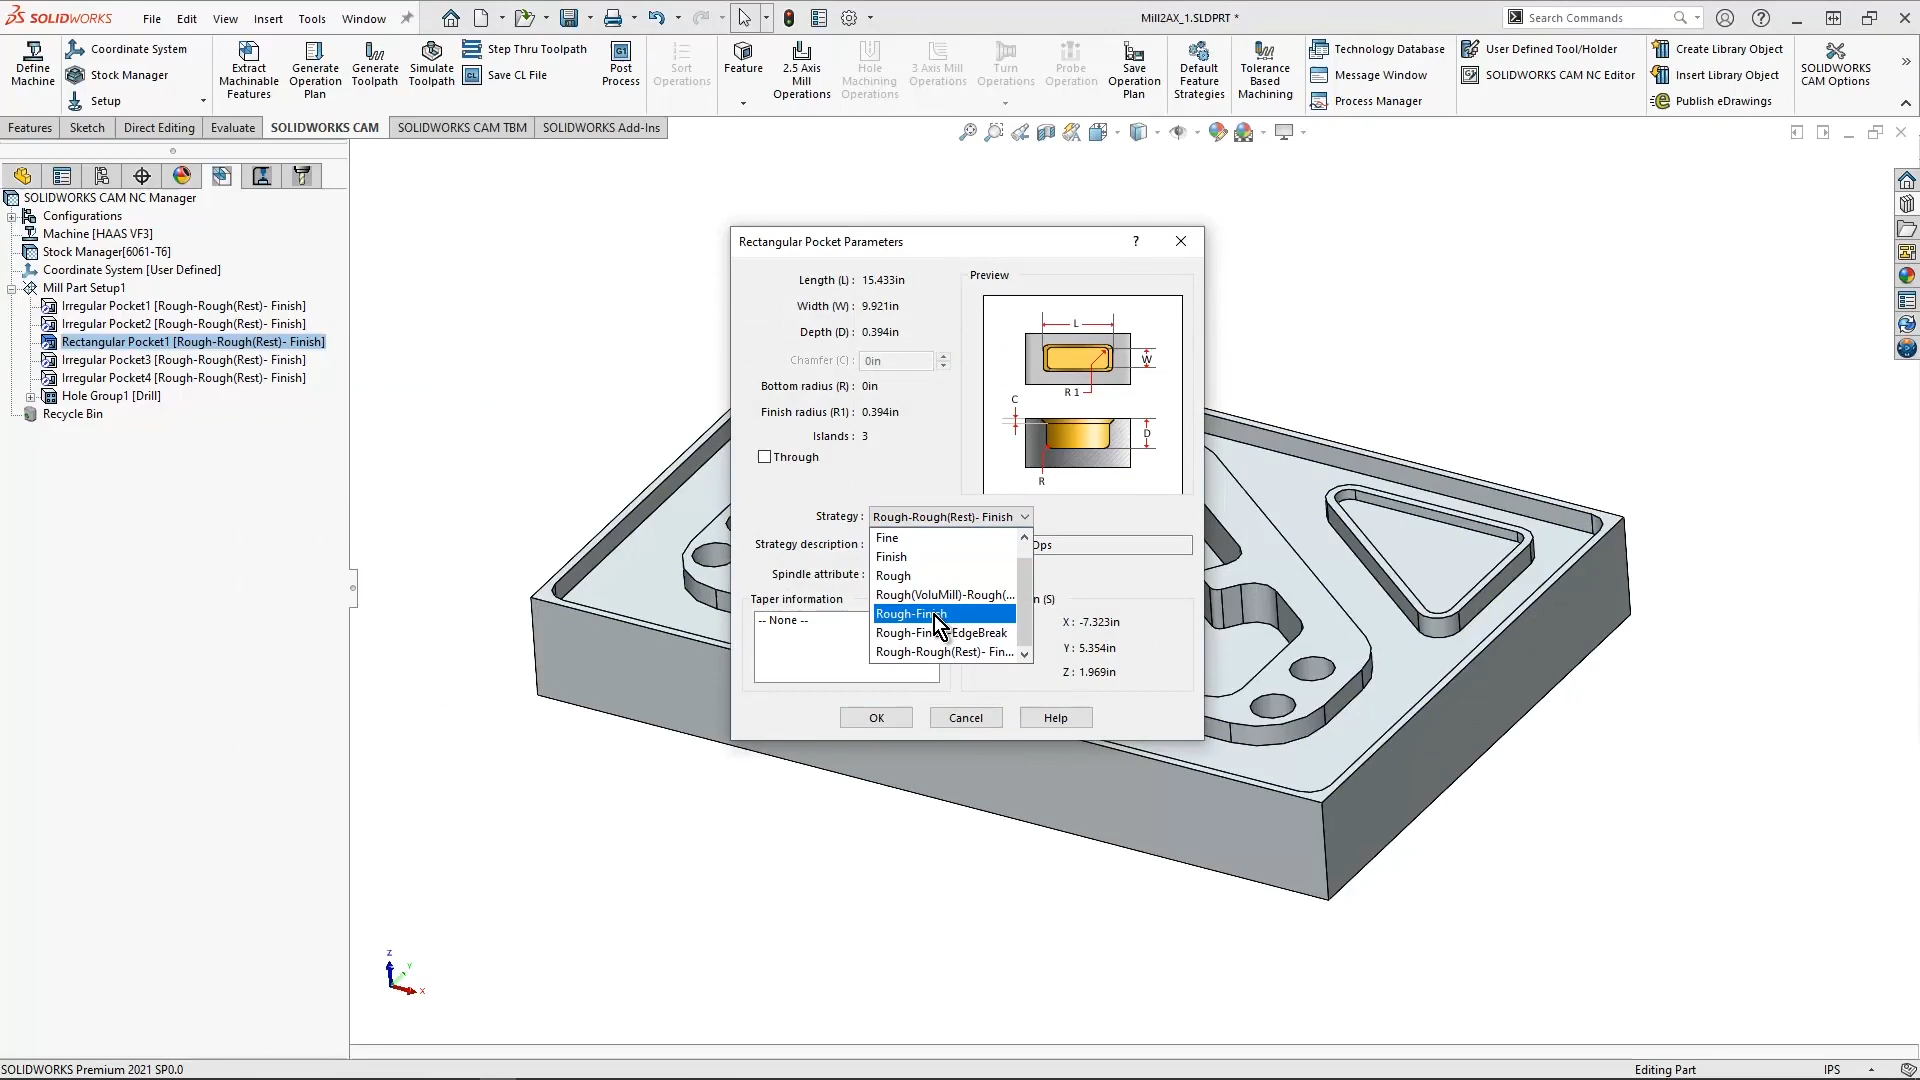 SOLIDWORKS
File
Edit
View
Insert
Tools
Window
Mill2AX_1.SLDPRT *
Search Commands
Define Machine
Coordinate System
Stock Manager
Setup
Extract Machinable Features
Generate Operation Plan
Generate Toolpath
Simulate Toolpath
Step Thru Toolpath
Save CL File
Post Process
Sort Operations
Feature
2.5 Axis Mill Operations
Hole Machining Operations
3 Axis Mill Operations
Turn Operations
Probe Operations
Save Operation Plan
Default Feature Strategies
Tolerance Based Machining
Technology Database
Message Window
Process Manager
User Defined Tool/Holder
SOLIDWORKS CAM NC Editor
Create Library Object
Insert Library Object
Publish eDrawings
SOLIDWORKS CAM Options
Features
Sketch
Direct Editing
Evaluate
SOLIDWORKS CAM
SOLIDWORKS CAM TBM
SOLIDWORKS Add-Ins
SOLIDWORKS CAM NC Manager
Configurations
Machine [HAAS VF3]
Stock Manager[6061-T6]
Coordinate System [User Defined]
Mill Part Setup1
Irregular Pocket1 [Rough-Rough(Rest)- Finish]
Irregular Pocket2 [Rough-Rough(Rest)- Finish]
Rectangular Pocket1 [Rough-Rough(Rest)- Finish]
Irregular Pocket3 [Rough-Rough(Rest)- Finish]
Irregular Pocket4 [Rough-Rough(Rest)- Finish]
Hole Group1 [Drill]
Recycle Bin
Rectangular Pocket Parameters
?
Length (L) : 15.433in
Width (W) : 9.921in
Depth (D) : 0.394in
Chamfer (C) : 0in
Bottom radius (R) : 0in
Finish radius (R1) : 0.394in
Islands : 3
Through
Preview
L
W
R 1
C
D
R
Strategy : Rough-Rough(Rest)- Finish
Strategy description :
Ops
Spindle attribute :
Fine
Finish
Rough
Rough(VoluMill)-Rough(...
Rough-Finish
Rough-Finish-EdgeBreak
Rough-Rough(Rest)- Fin...
Taper information
-- None --
n (S)
X : -7.323in
Y : 5.354in
Z : 1.969in
OK
Cancel
Help
Z
Y
X
SOLIDWORKS Premium 2021 SP0.0
Editing Part
IPS